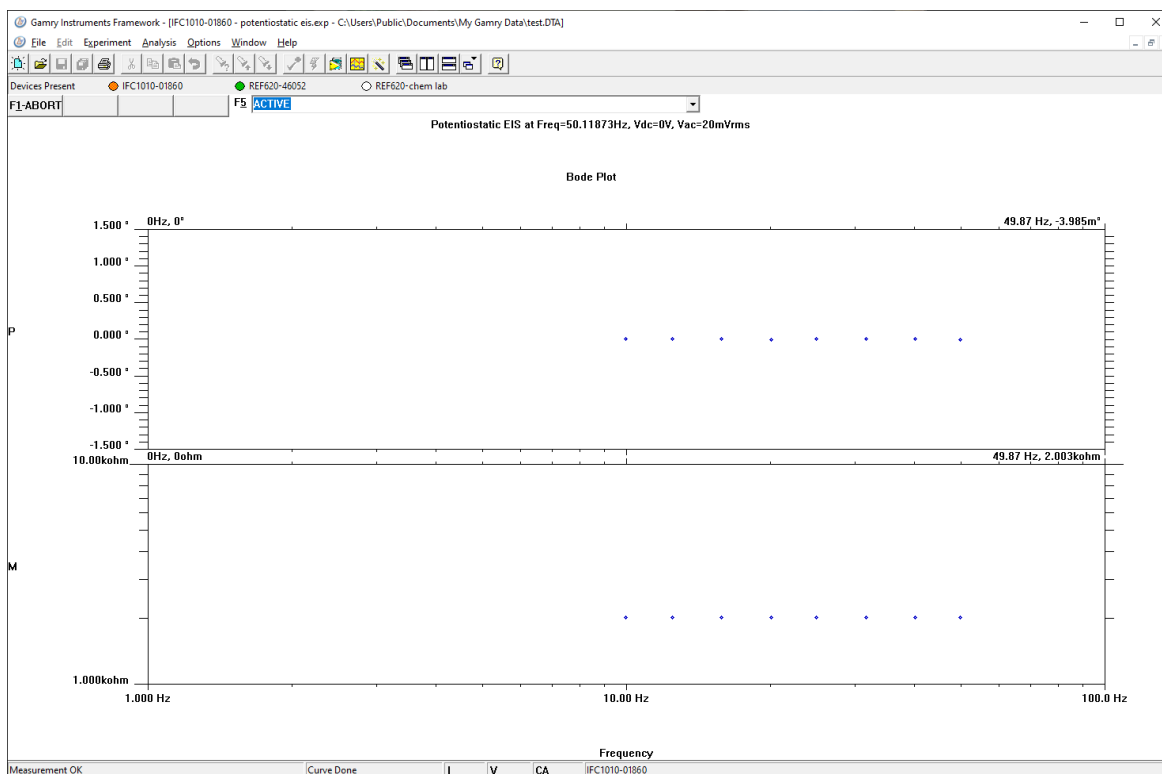 Gamry Instruments Framework - [IFC1010-01860 - potentiostatic eis.exp - C:\Users\Public\Documents\My Gamry Data\test.DTA]
File Edit Experiment Analysis Options Window Help
Devices Present IFC1010-01860 REF620-46052 REF620-chem lab
F1-ABORT F5 ACTIVE
Potentiostatic EIS at Freq=50.11873Hz, Vdc=0V, Vac=20mVrms
Bode Plot
0Hz, 0° 49.87 Hz, -3.985m°
1.500 °
1.000 °
0.500 °
P
0.000 °
-0.500 °
-1.000 °
-1.500 °
0Hz, 0ohm 49.87 Hz, 2.003kohm
10.00kohm
M
1.000kohm
1.000 Hz 10.00 Hz 100.0 Hz
Frequency
Measurement OK Curve Done I V CA IFC1010-01860